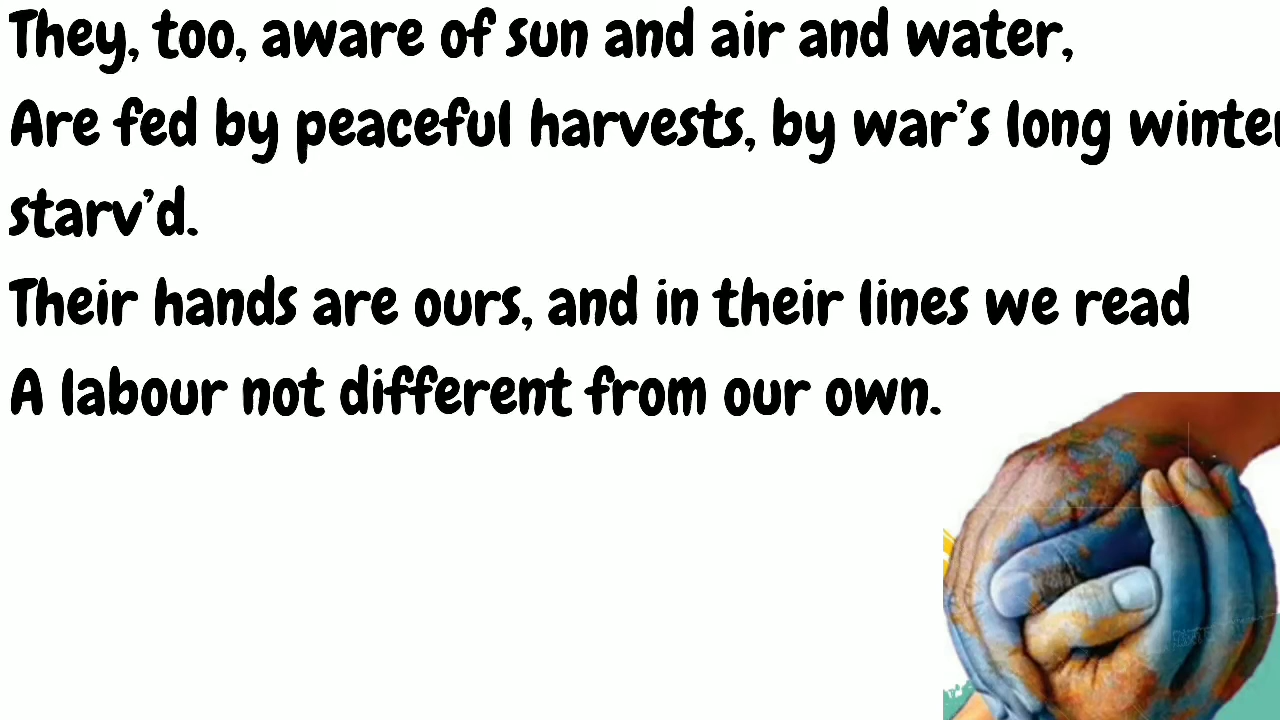 They, too, aware of sun and air and water,
Are fed by peaceful harvests, by war’s long winter
starv’d.
Their hands are ours, and in their lines we read
A labour not different from our own.